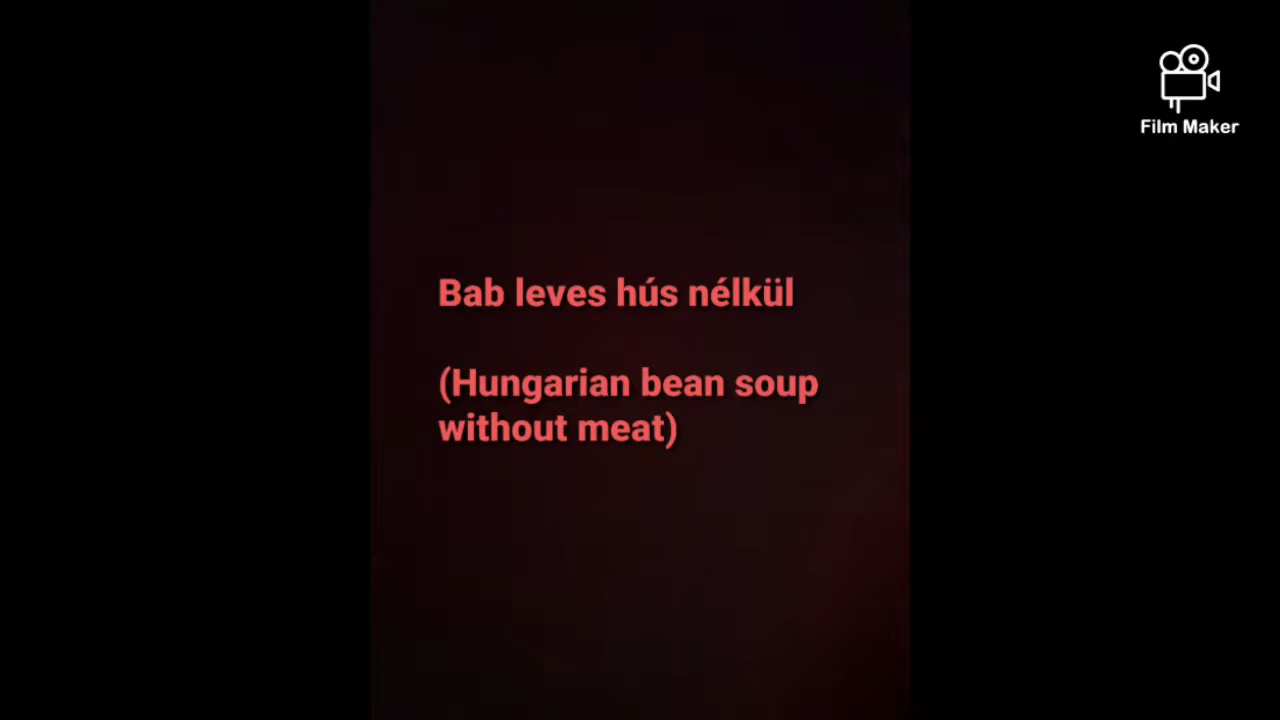 Film Maker
Bab leves hús nélkül
(Hungarian bean soup
without meat)